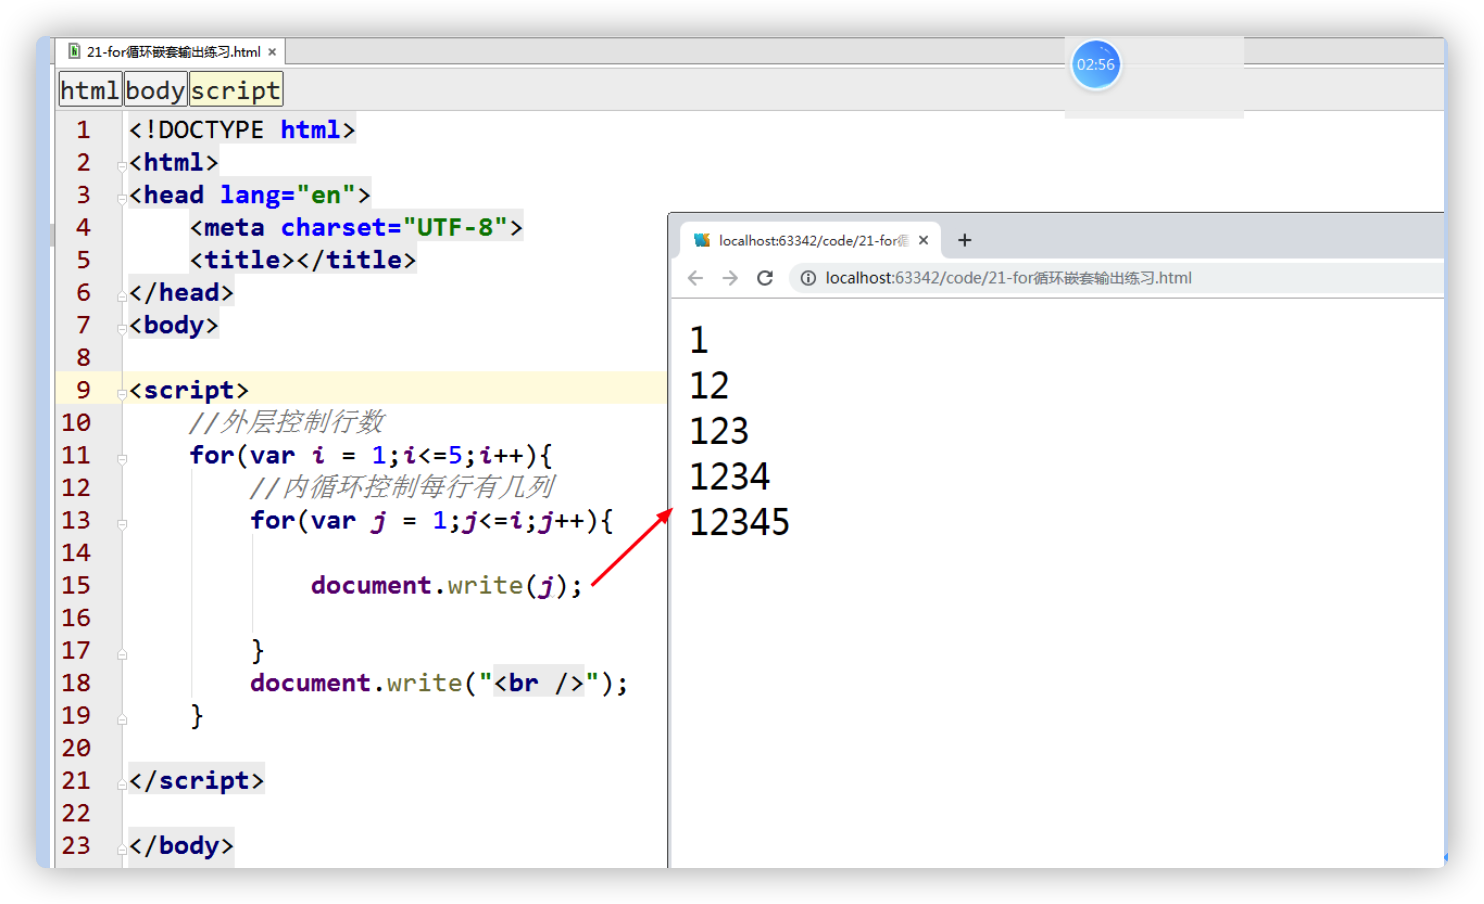 21-for循环嵌套输出练习.html
02:56
html body script
1 <!DOCTYPE html>
2 <html>
3 <head lang="en">
4 <meta charset="UTF-8">
5 <title></title>
6 </head>
7 <body>
8
9 <script>
10 //外层控制行数
11 for(var i = 1;i<=5;i++){
12 //内循环控制每行有几列
13 for(var j = 1;j<=i;j++){
14
15 document.write(j);
16
17 }
18 document.write("<br />");
19 }
20
21 </script>
22
23 </body>
localhost:63342/code/21-for循
localhost:63342/code/21-for循环嵌套输出练习.html
1
12
123
1234
12345